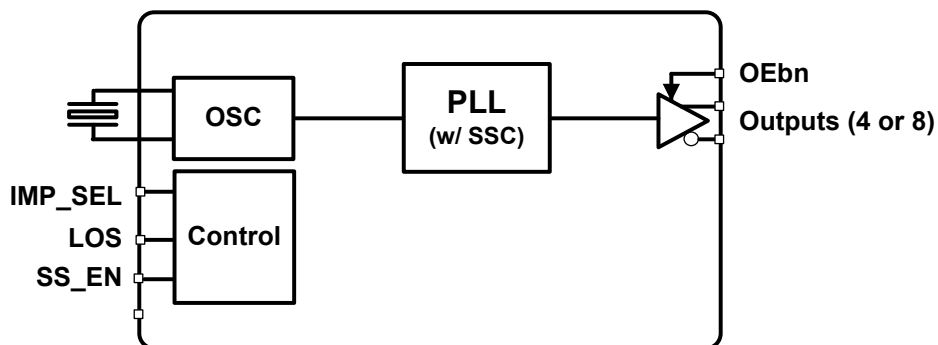 OEbn
OSC
PLL
(w/ SSC)
Outputs (4 or 8)
IMP_SEL
LOS
SS_EN
Control